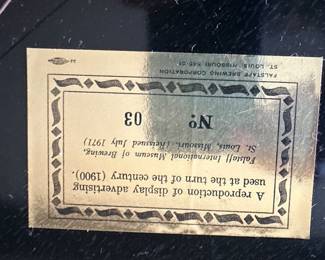 A reproduction of display advertising
used at the turn of the century (1900).
Falstaff International Museum of Brewing,
St. Louis, Missouri. (Reissued July 1971)
No 03
FALSTAFF BREWING CORPORATION
ST. LOUIS, MISSOURI